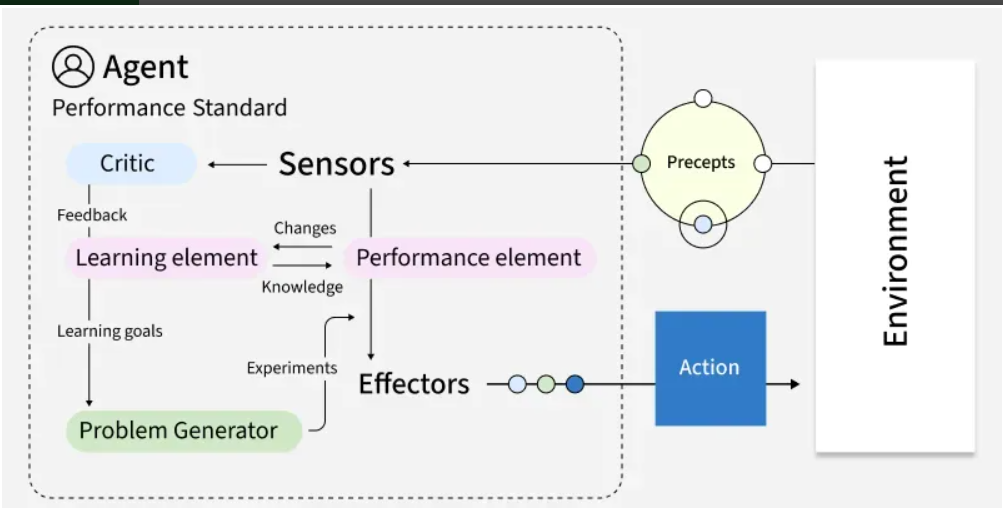 Agent
Performance Standard
Critic
Sensors
Precepts
Feedback
Changes
Learning element
Performance element
Knowledge
Learning goals
Experiments
Effectors
Action
Problem Generator
Environment